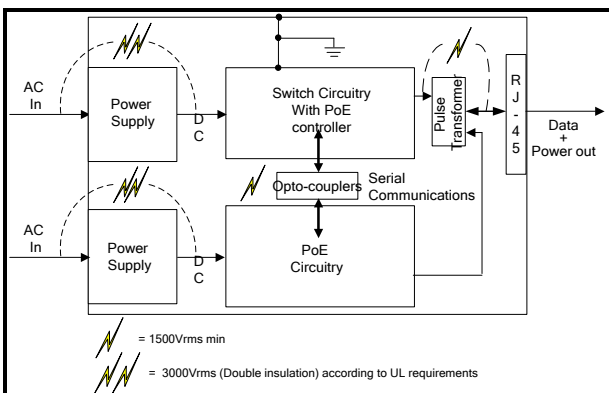 AC
In
Power
Supply
D
C
Switch Circuitry
With PoE
controller
Pulse
Transformer
R
J
-
4
5
Data
+
Power out
Opto-couplers
Serial
Communications
AC
In
Power
Supply
D
C
PoE
Circuitry
= 1500Vrms min
= 3000Vrms (Double insulation) according to UL requirements